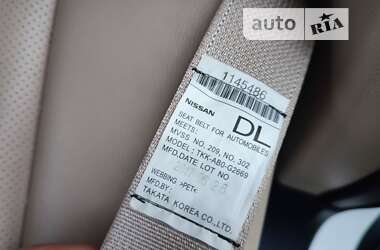 auto
RIA
1145486
NISSAN
DL
SEAT BELT FOR AUTOMOBILES
MEETS:
MVSS NO. 209, NO. 302
MODEL: TKK-AB0-G2669
MFD.DATE LOT NO
WEBBING >PET<
MFD.BY:
TAKATA KOREA CO.,LTD.